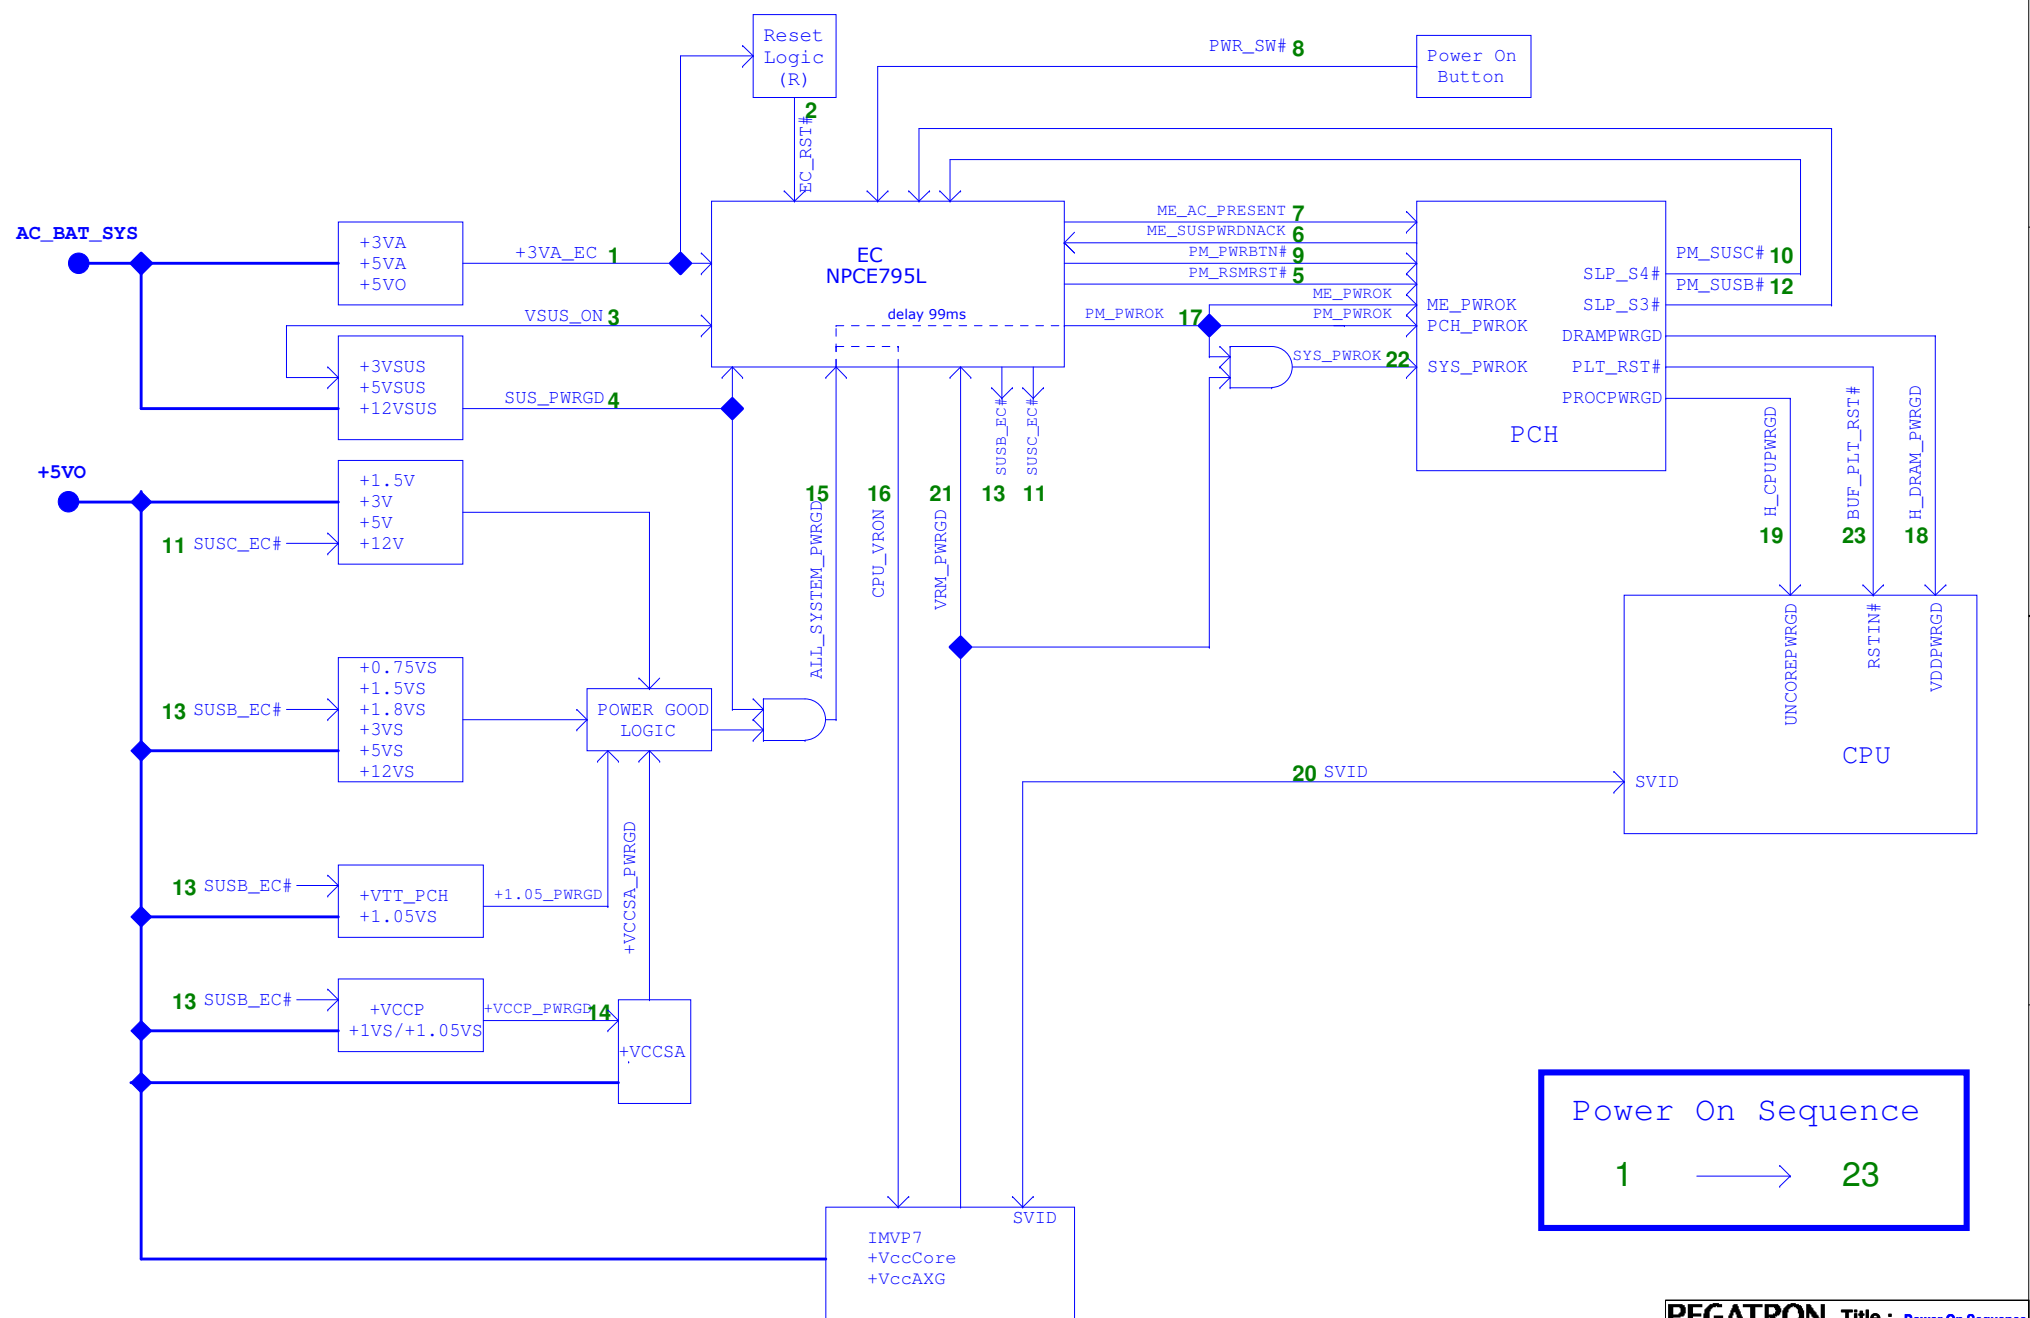 Reset
Logic
(R)
2
EC_RST#
PWR_SW# 8
Power On
Button
AC_BAT_SYS
+3VA
+5VA
+5VO
+3VA_EC 1
VSUS_ON 3
+3VSUS
+5VSUS
+12VSUS
SUS_PWRGD 4
EC
NPCE795L
delay 99ms
ME_AC_PRESENT 7
ME_SUSPWRDNACK 6
PM_PWRBTN# 9
PM_RSMRST# 5
ME_PWROK
PM_PWROK 17
PM_PWROK
SYS_PWROK 22
ME_PWROK
PCH_PWROK
SYS_PWROK
SLP_S4#
SLP_S3#
DRAMPWRGD
PLT_RST#
PROCPWRGD
PCH
PM_SUSC# 10
PM_SUSB# 12
+5VO
+1.5V
+3V
+5V
+12V
11 SUSC_EC#
SUSB_EC#
SUSC_EC#
15
16
21
13
11
ALL_SYSTEM_PWRGD
CPU_VRON
VRM_PWRGD
H_CPUPWRGD
BUF_PLT_RST#
H_DRAM_PWRGD
19
23
18
UNCOREPWRGD
RSTIN#
VDDPWRGD
CPU
SVID
20 SVID
+0.75VS
+1.5VS
+1.8VS
+3VS
+5VS
+12VS
13 SUSB_EC#
POWER GOOD
LOGIC
13 SUSB_EC#
+VTT_PCH
+1.05VS
+1.05_PWRGD
+VCCSA_PWRGD
13 SUSB_EC#
+VCCP
+1VS/+1.05VS
+VCCP_PWRGD 14
+VCCSA
SVID
IMVP7
+VccCore
+VccAXG
Power On Sequence
1 23
PEGATRON Title : Power On Sequence